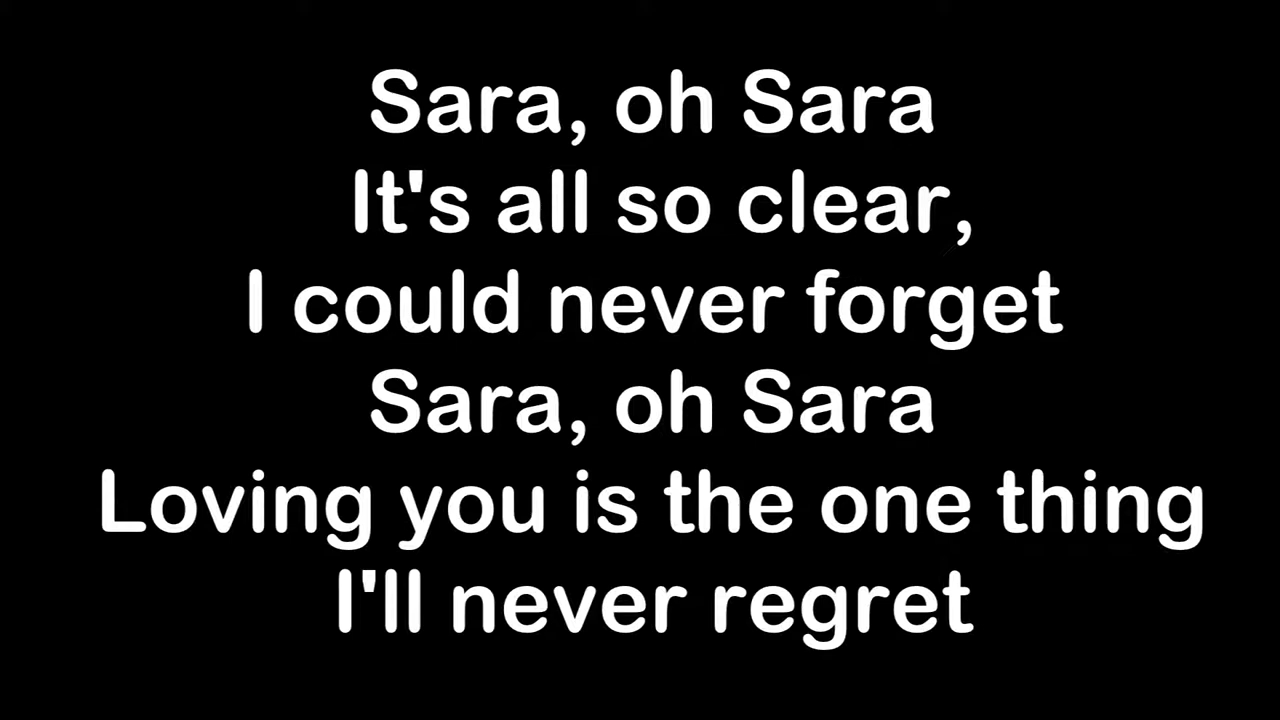 Sara, oh Sara
It's all so clear,
I could never forget
Sara, oh Sara
Loving you is the one thing
I'll never regret